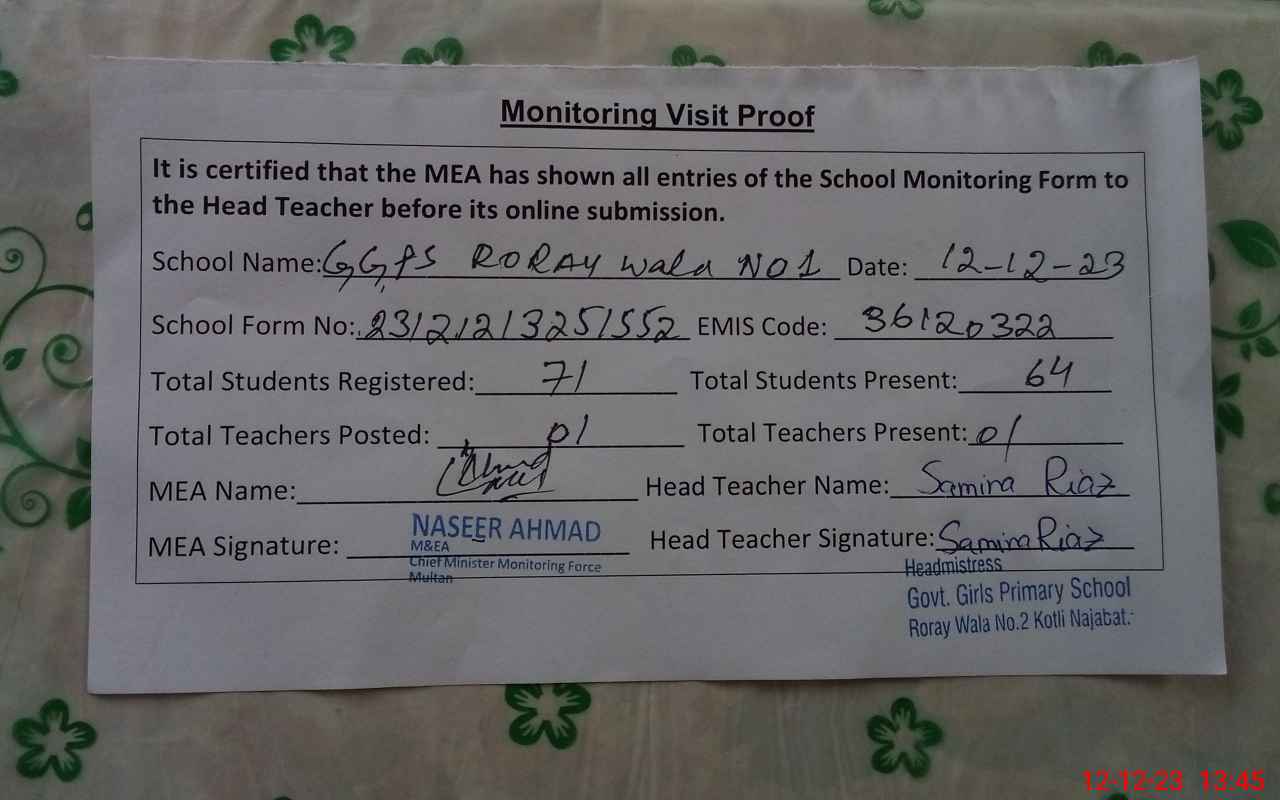 Monitoring Visit Proof
It is certified that the MEA has shown all entries of the School Monitoring Form to
the Head Teacher before its online submission.
School Name: GGPS RORAY Wala NO1 Date: 12-12-23
School Form No: 23121213251552 EMIS Code: 36120322
Total Students Registered: 71 Total Students Present: 64
Total Teachers Posted: 01 Total Teachers Present: 01
MEA Name: Head Teacher Name: Samina Riaz
MEA Signature: NASEER AHMAD Head Teacher Signature: Samina Riaz
M&EA
Chief Minister Monitoring Force
Multan
Headmistress
Govt. Girls Primary School
Roray Wala No.2 Kotli Najabat.
12-12-23 13:45